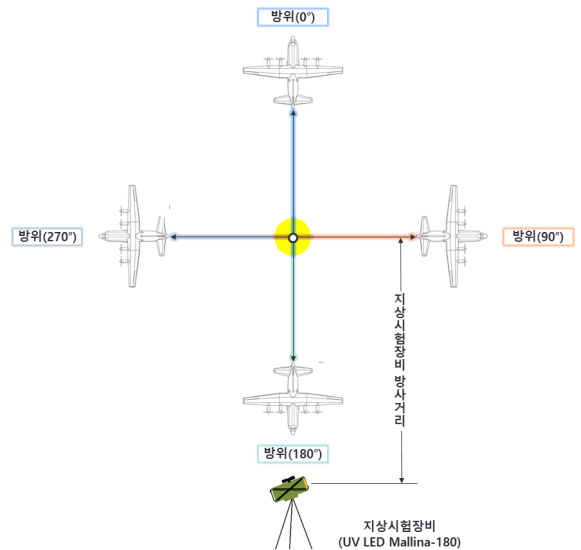 방위(0°)
방위(270°)
방위(90°)
지상시험장비 방사거리
방위(180°)
지상시험장비
(UV LED Mallina-180)